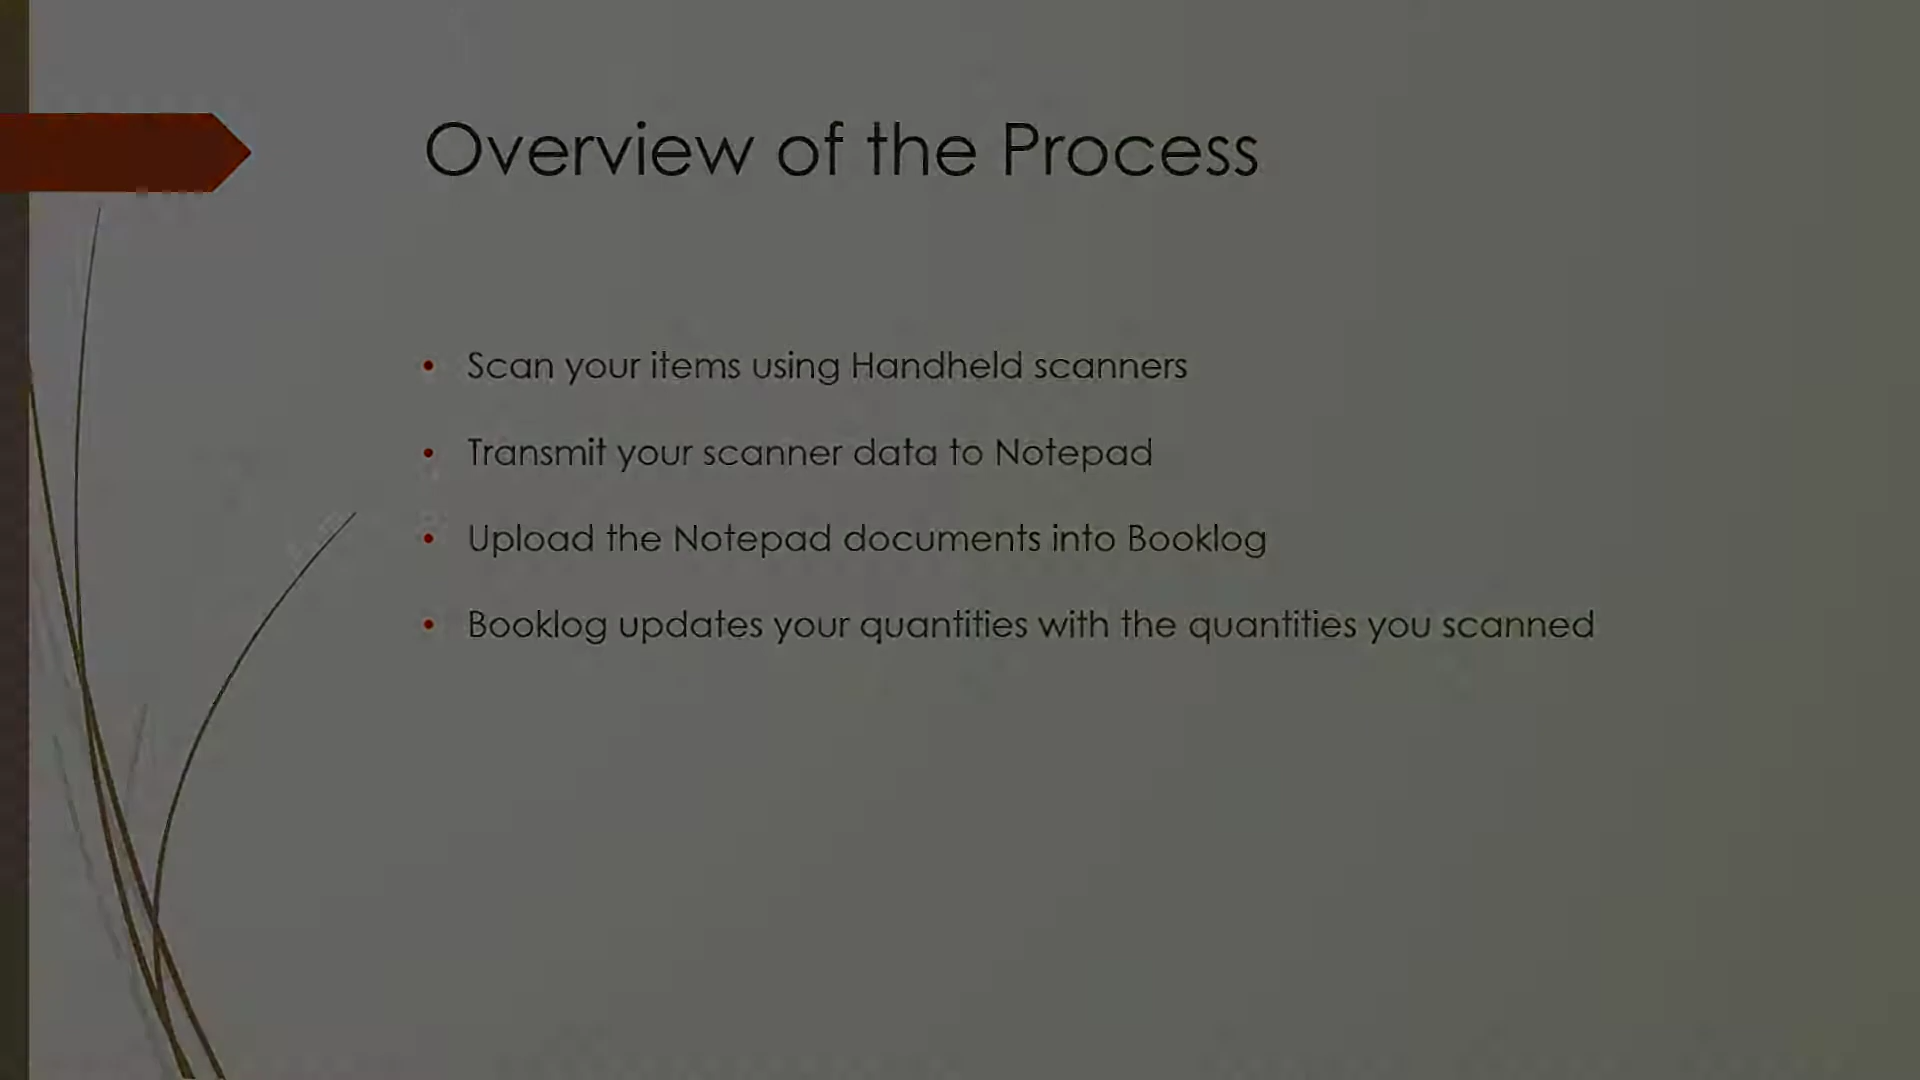 Overview of the Process
• Scan your items using Handheld scanners
• Transmit your scanner data to Notepad
• Upload the Notepad documents into Booklog
• Booklog updates your quantities with the quantities you scanned